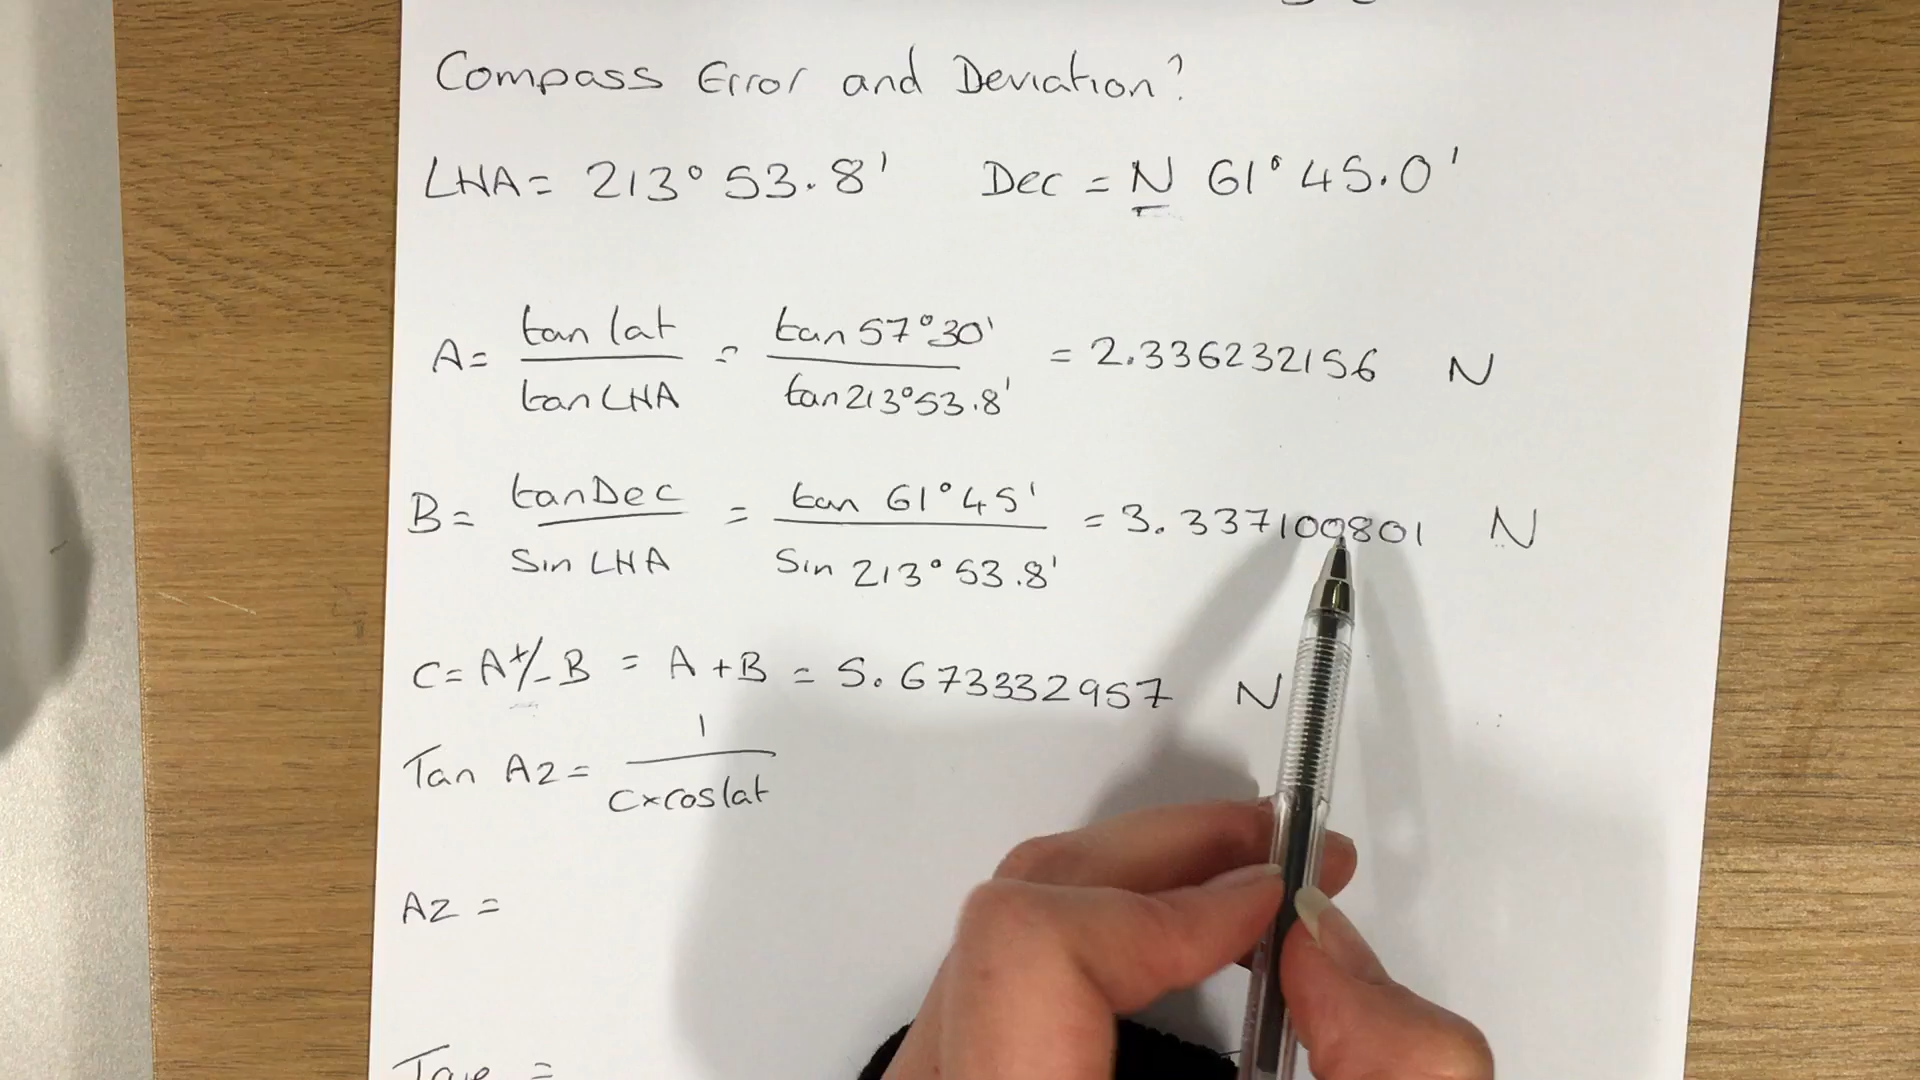 Compass Error and Deviation?
LHA = 213° 53.8' Dec = N 61° 45.0'
A = tan lat / tan LHA = tan 57° 30' / tan 213° 53.8' = 2.336232156 N
B = tan Dec / Sin LHA = tan 61° 45' / Sin 213° 53.8' = 3.337100801 N
C = A +/- B = A + B = 5.673332957 N
Tan Az = 1 / C × cos lat
Az =